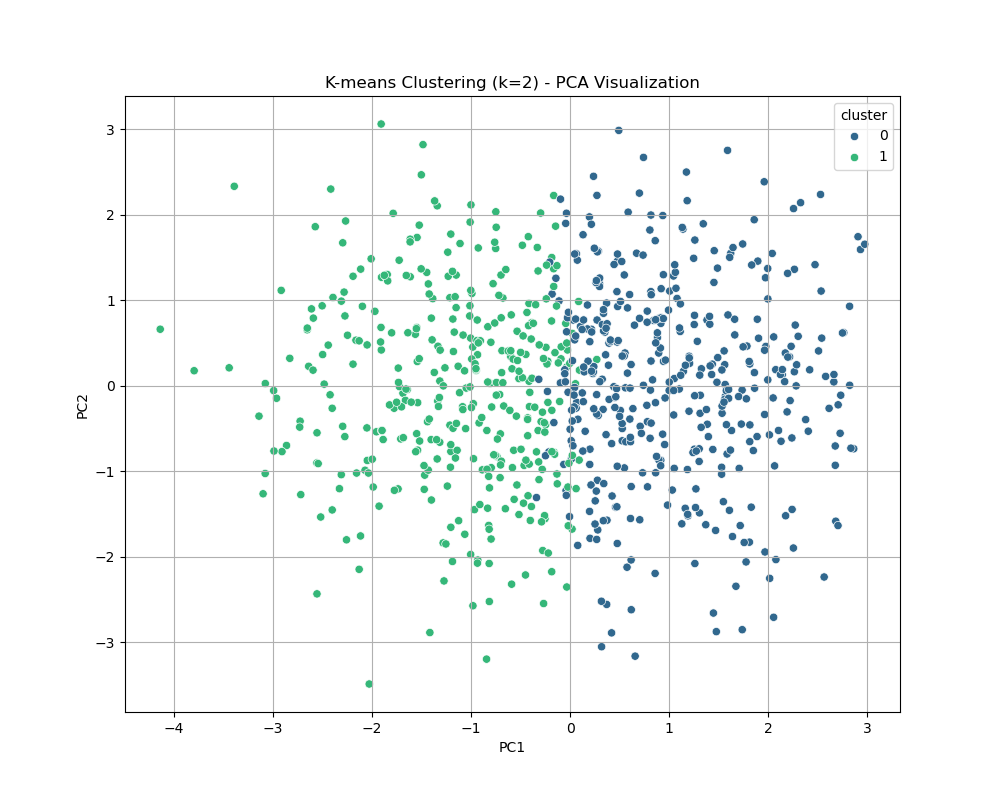 K-means Clustering (k=2) - PCA Visualization
cluster
0
1
3
2
1
0
−1
−2
−3
PC2
−4 −3 −2 −1 0 1 2 3
PC1